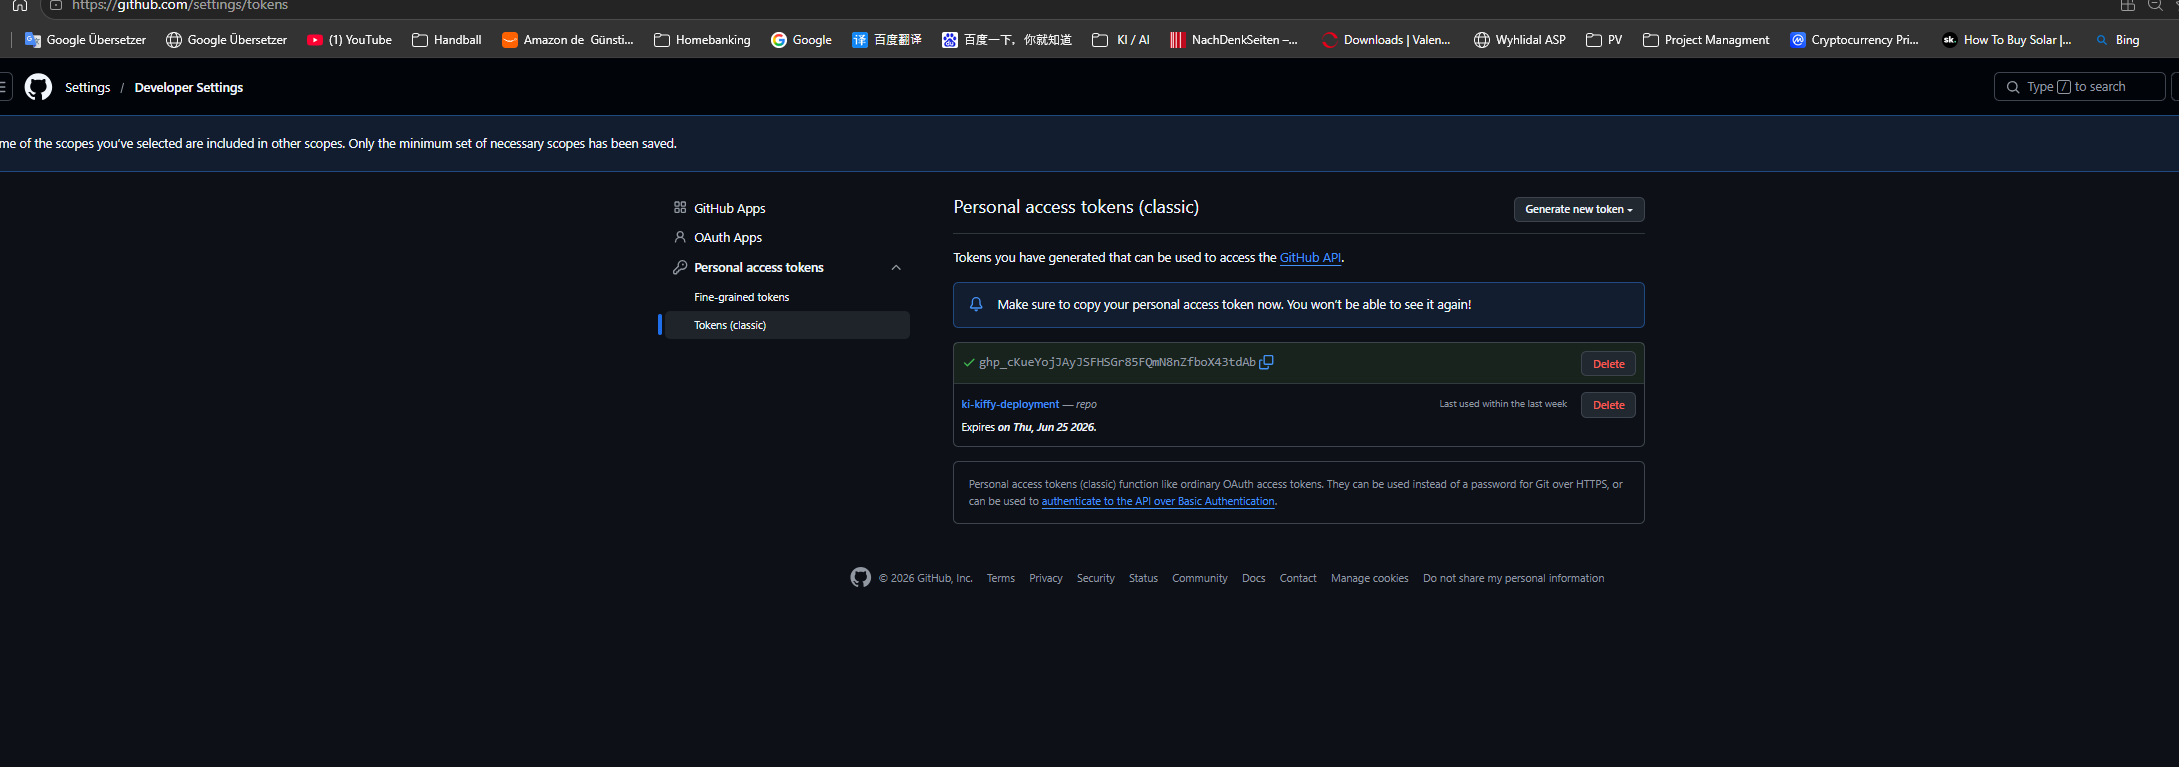 https://github.com/settings/tokens
Google Übersetzer
Google Übersetzer
(1) YouTube
Handball
Amazon de Günsti...
Homebanking
Google
百度翻译
百度一下，你就知道
KI / AI
NachDenkSeiten –...
Downloads | Valen...
Wyhlidal ASP
PV
Project Managment
Cryptocurrency Pri...
How To Buy Solar |...
Bing
Settings / Developer Settings
Type / to search
me of the scopes you've selected are included in other scopes. Only the minimum set of necessary scopes has been saved.
GitHub Apps
OAuth Apps
Personal access tokens
Fine-grained tokens
Tokens (classic)
Personal access tokens (classic)
Generate new token
Tokens you have generated that can be used to access the GitHub API.
Make sure to copy your personal access token now. You won't be able to see it again!
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
Delete
ki-kiffy-deployment — repo
Last used within the last week
Delete
Expires on Thu, Jun 25 2026.
Personal access tokens (classic) function like ordinary OAuth access tokens. They can be used instead of a password for Git over HTTPS, or
can be used to authenticate to the API over Basic Authentication.
© 2026 GitHub, Inc.
Terms
Privacy
Security
Status
Community
Docs
Contact
Manage cookies
Do not share my personal information